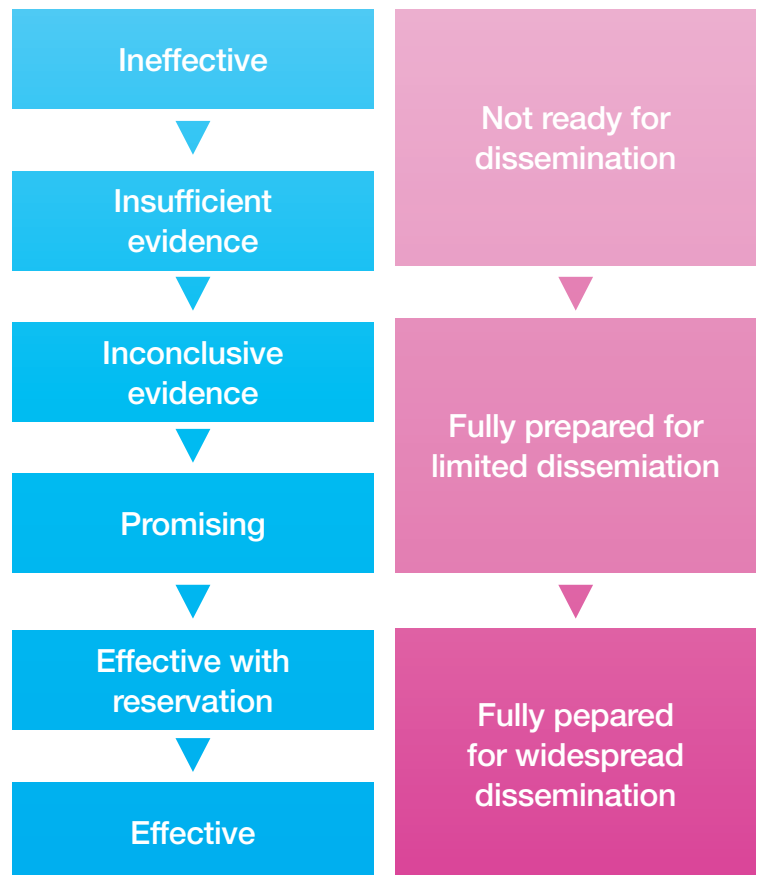 Ineffective
Insufficient
evidence
Inconclusive
evidence
Promising
Effective with
reservation
Effective
Not ready for
dissemination
Fully prepared for
limited dissemiation
Fully pepared
for widespread
dissemination